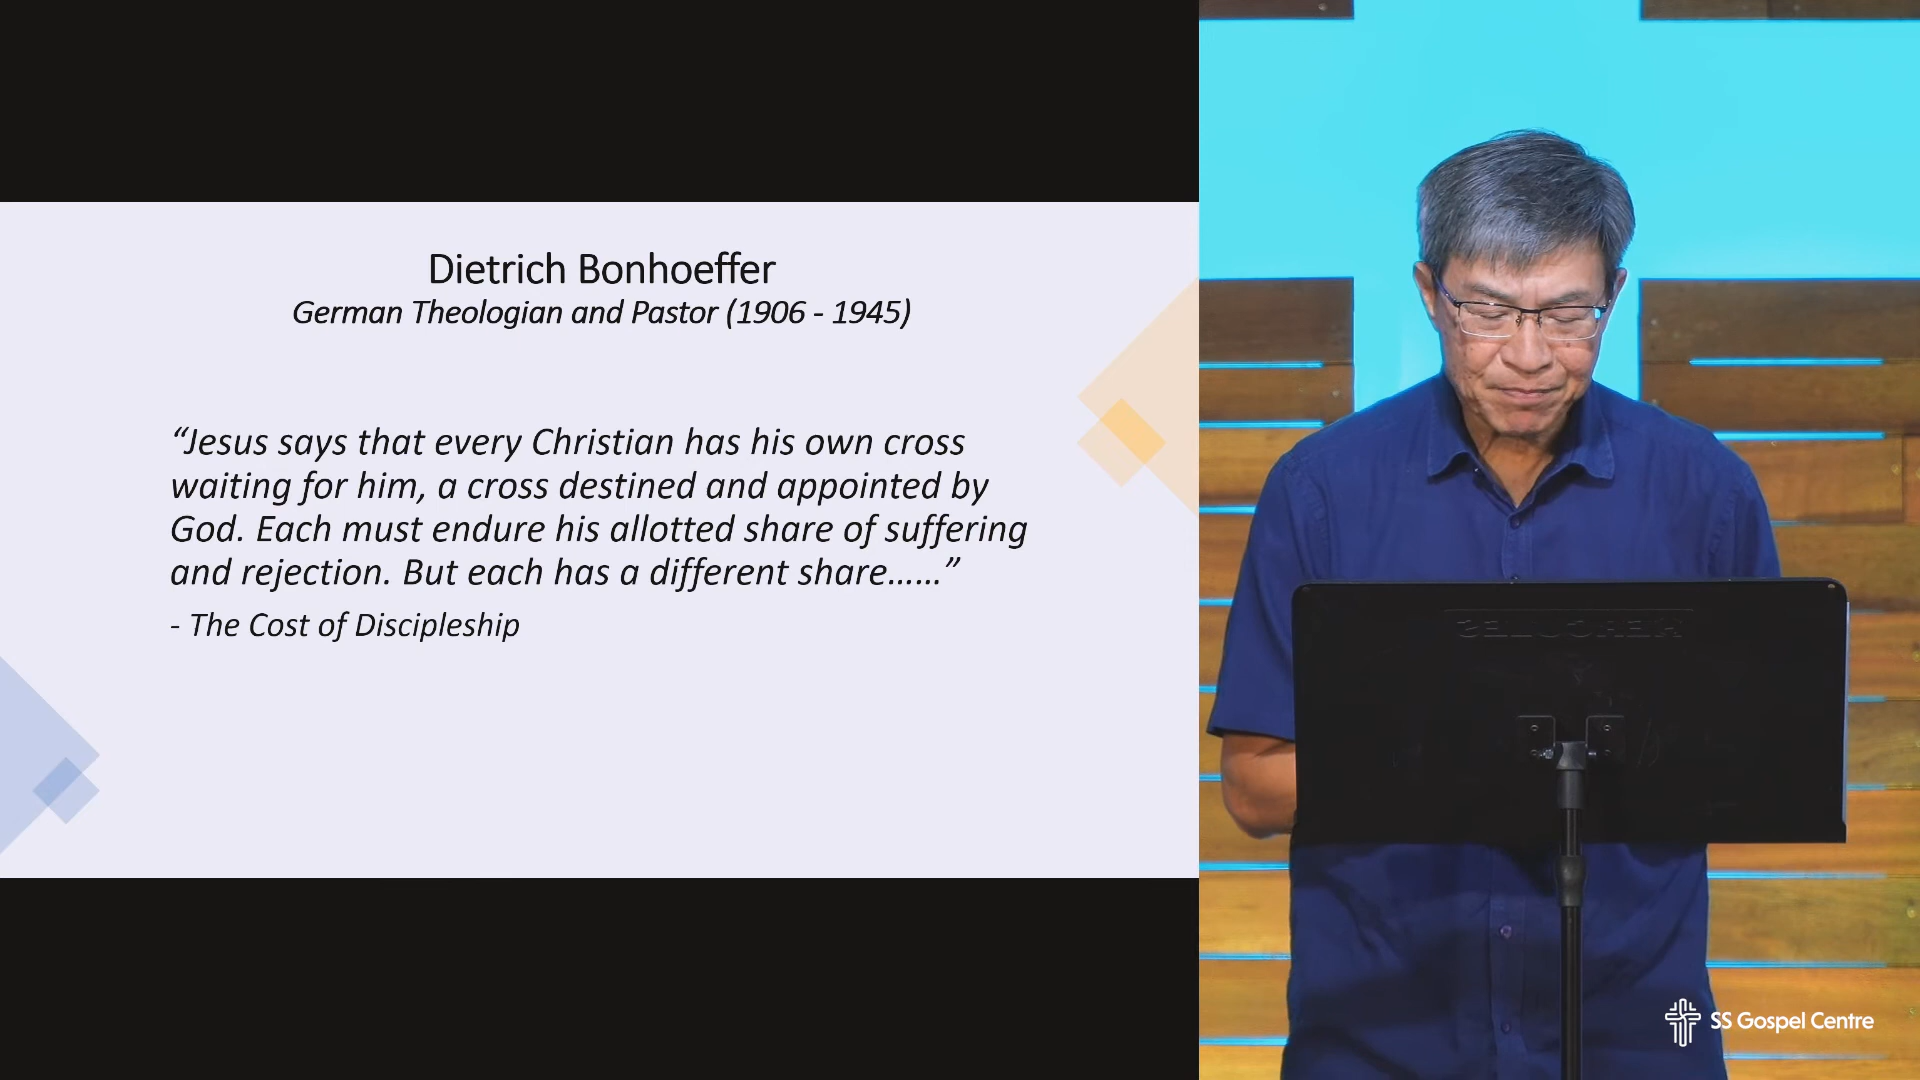 Dietrich Bonhoeffer
German Theologian and Pastor (1906 - 1945)
“Jesus says that every Christian has his own cross
waiting for him, a cross destined and appointed by
God. Each must endure his allotted share of suffering
and rejection. But each has a different share……”
- The Cost of Discipleship
HERCULES
SS Gospel Centre